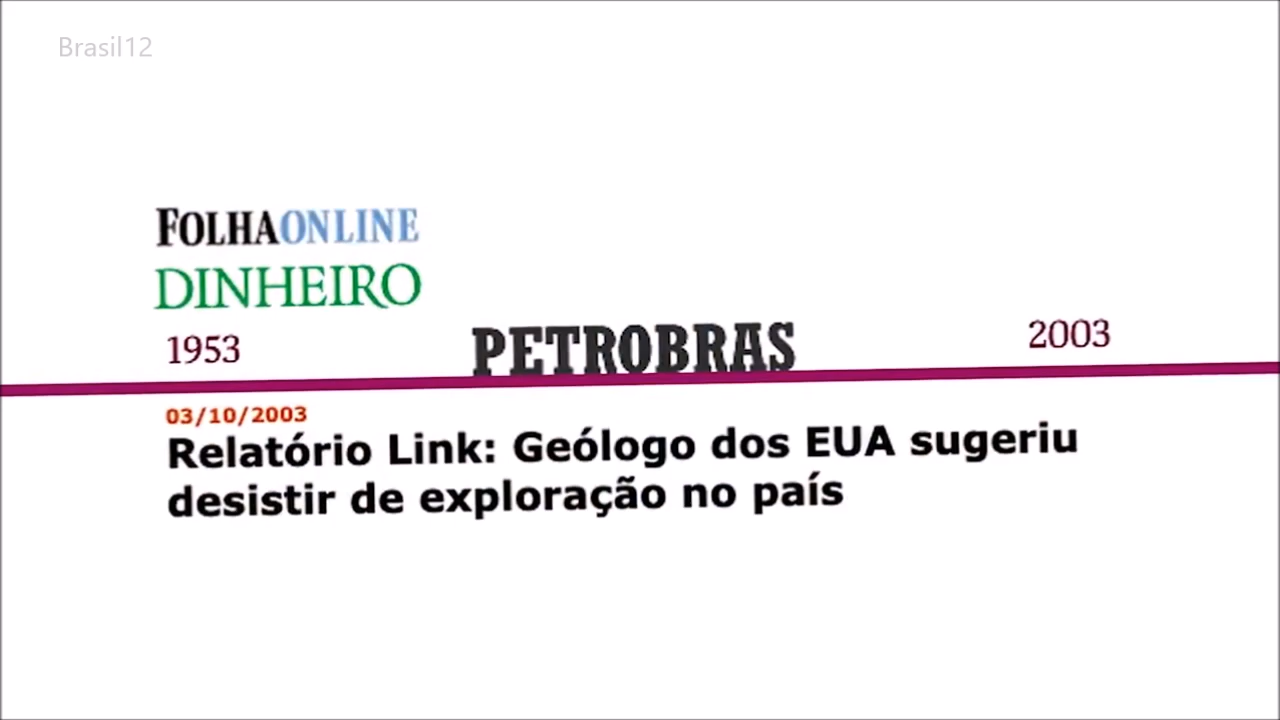 Brasil12
FOLHAONLINE
DINHEIRO
1953 PETROBRAS 2003
03/10/2003
Relatório Link: Geólogo dos EUA sugeriu
desistir de exploração no país